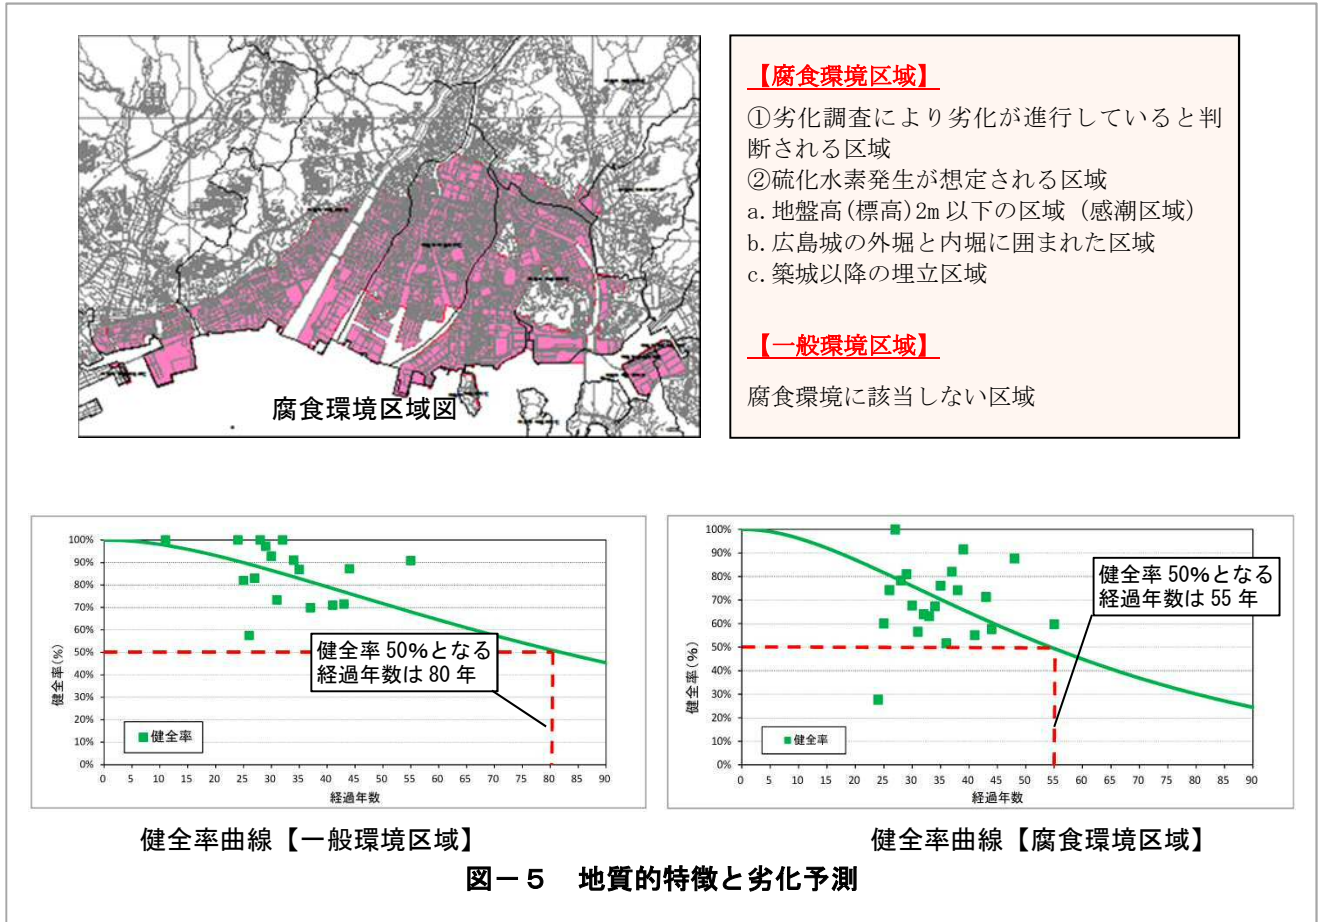 腐食環境区域図
【腐食環境区域】
①劣化調査により劣化が進行していると判
断される区域
②硫化水素発生が想定される区域
a.地盤高(標高)2m以下の区域（感潮区域）
b.広島城の外堀と内堀に囲まれた区域
c.築城以降の埋立区域
【一般環境区域】
腐食環境に該当しない区域
健全率(%)
100%
90%
80%
70%
60%
50%
40%
30%
20%
10%
0%
健全率50%となる
経過年数は80年
健全率
0 5 10 15 20 25 30 35 40 45 50 55 60 65 70 75 80 85 90
経過年数
健全率曲線【一般環境区域】
健全率(%)
100%
90%
80%
70%
60%
50%
40%
30%
20%
10%
0%
健全率50%となる
経過年数は55年
健全率
0 5 10 15 20 25 30 35 40 45 50 55 60 65 70 75 80 85 90
経過年数
健全率曲線【腐食環境区域】
図－５　地質的特徴と劣化予測